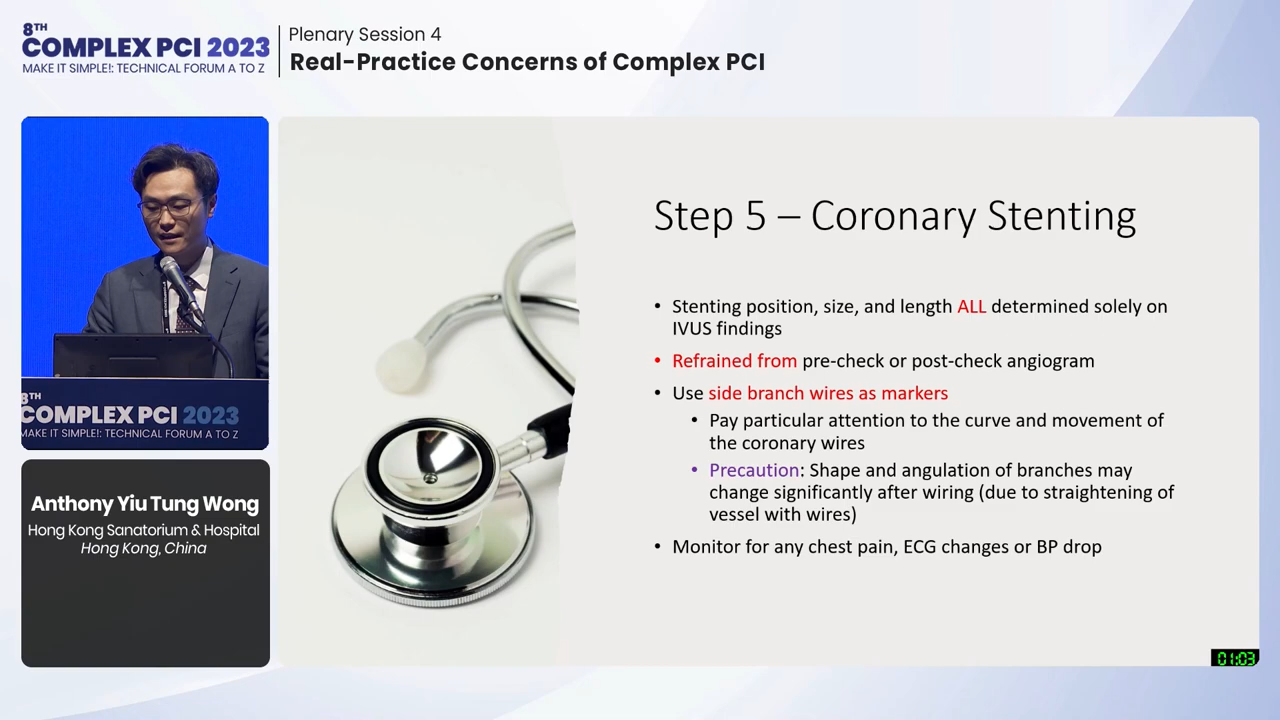 8TH
COMPLEX PCI 2023
MAKE IT SIMPLE!: TECHNICAL FORUM A TO Z
Plenary Session 4
Real-Practice Concerns of Complex PCI
8TH
COMPLEX PCI 2023
MAKE IT SIMPLE!: TECHNICAL FORUM A TO Z
Anthony Yiu Tung Wong
Hong Kong Sanatorium & Hospital
Hong Kong, China
Step 5 – Coronary Stenting
• Stenting position, size, and length ALL determined solely on
IVUS findings
• Refrained from pre-check or post-check angiogram
• Use side branch wires as markers
• Pay particular attention to the curve and movement of
the coronary wires
• Precaution: Shape and angulation of branches may
change significantly after wiring (due to straightening of
vessel with wires)
• Monitor for any chest pain, ECG changes or BP drop
01:03